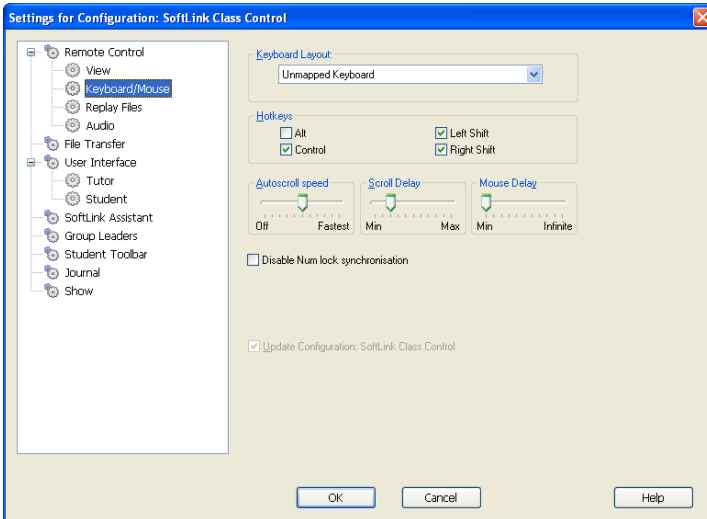 Settings for Configuration: SoftLink Class Control
Remote Control
View
Keyboard/Mouse
Replay Files
Audio
File Transfer
User Interface
Tutor
Student
SoftLink Assistant
Group Leaders
Student Toolbar
Journal
Show
Keyboard Layout:
Unmapped Keyboard
Hotkeys
Alt
Left Shift
Control
Right Shift
Autoscroll speed
Scroll Delay
Mouse Delay
Off Fastest
Min Max
Min Infinite
Disable Num lock synchronisation
Update Configuration: SoftLink Class Control
OK
Cancel
Help